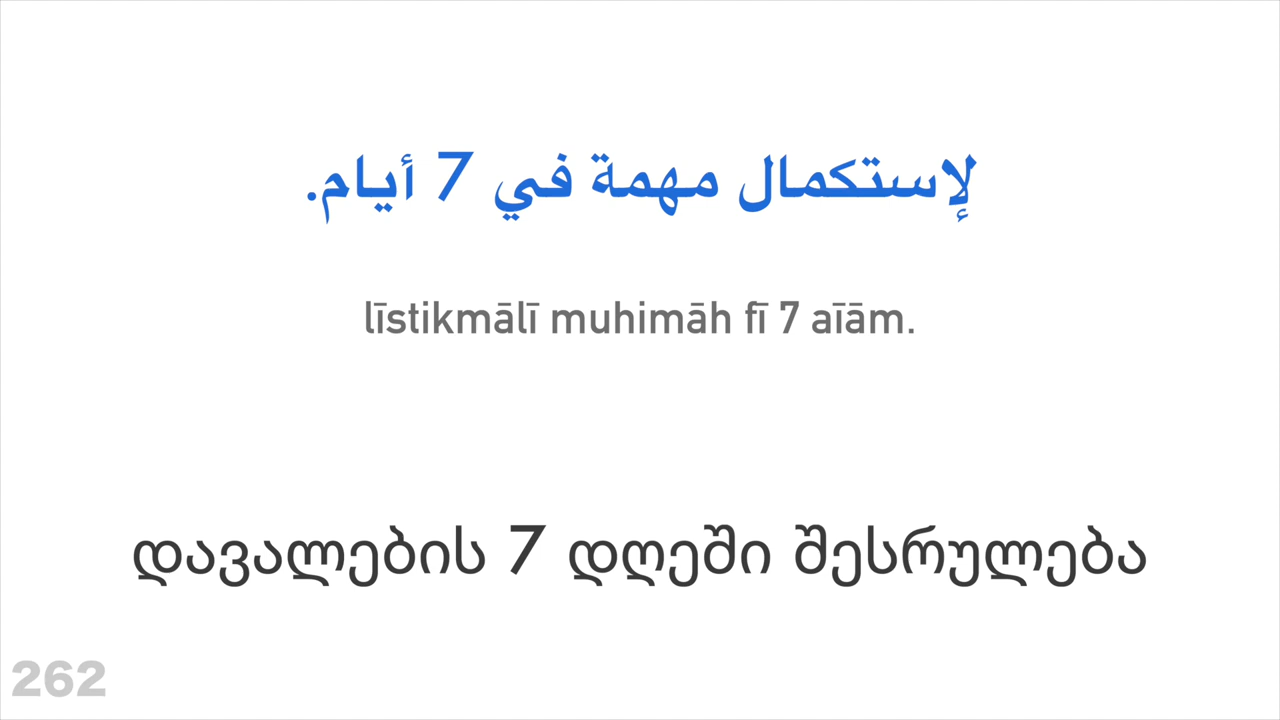 لإستكمال مهمة في 7 أيام.
līstikmālī muhimāh fī 7 aīām.
დავალების 7 დღეში შესრულება
262